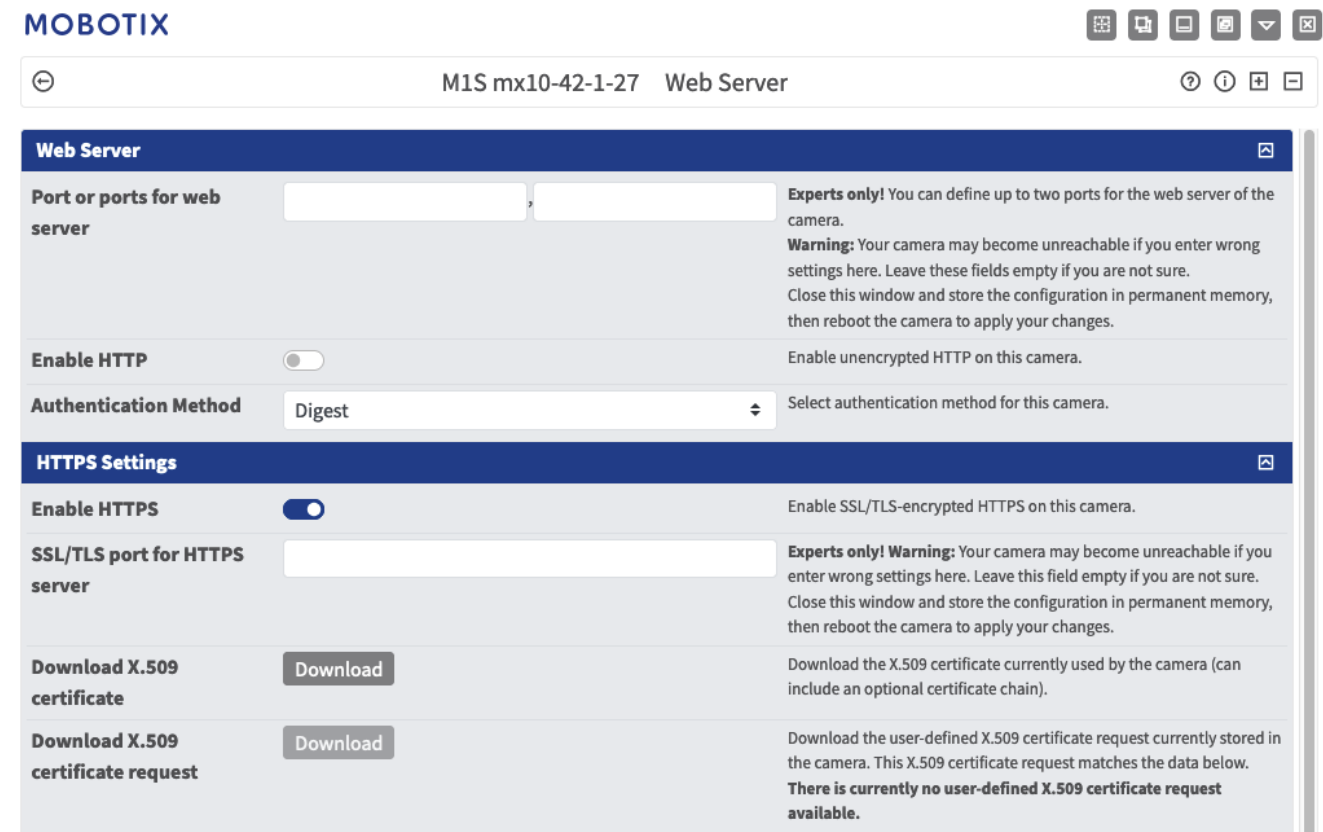 MOBOTIX
M1S mx10-42-1-27 Web Server
Web Server
Port or ports for web
server
,
Experts only! You can define up to two ports for the web server of the
camera.
Warning: Your camera may become unreachable if you enter wrong
settings here. Leave these fields empty if you are not sure.
Close this window and store the configuration in permanent memory,
then reboot the camera to apply your changes.
Enable HTTP
Enable unencrypted HTTP on this camera.
Authentication Method
Digest
Select authentication method for this camera.
HTTPS Settings
Enable HTTPS
Enable SSL/TLS-encrypted HTTPS on this camera.
SSL/TLS port for HTTPS
server
Experts only! Warning: Your camera may become unreachable if you
enter wrong settings here. Leave this field empty if you are not sure.
Close this window and store the configuration in permanent memory,
then reboot the camera to apply your changes.
Download X.509
certificate
Download
Download the X.509 certificate currently used by the camera (can
include an optional certificate chain).
Download X.509
certificate request
Download
Download the user-defined X.509 certificate request currently stored in
the camera. This X.509 certificate request matches the data below.
There is currently no user-defined X.509 certificate request
available.